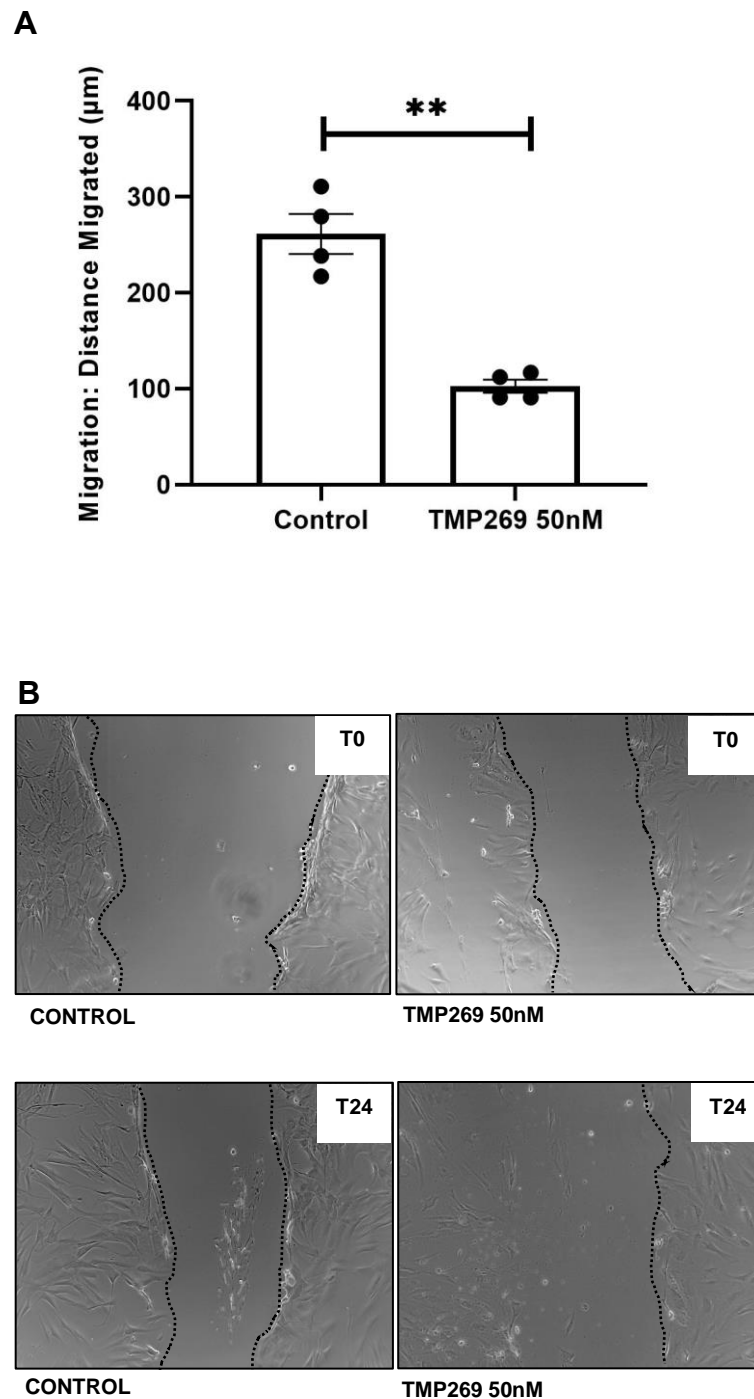 A
Migration: Distance Migrated (µm)
400
300
200
100
0
**
Control
TMP269 50nM
B
T0
T0
CONTROL
TMP269 50nM
T24
T24
CONTROL
TMP269 50nM